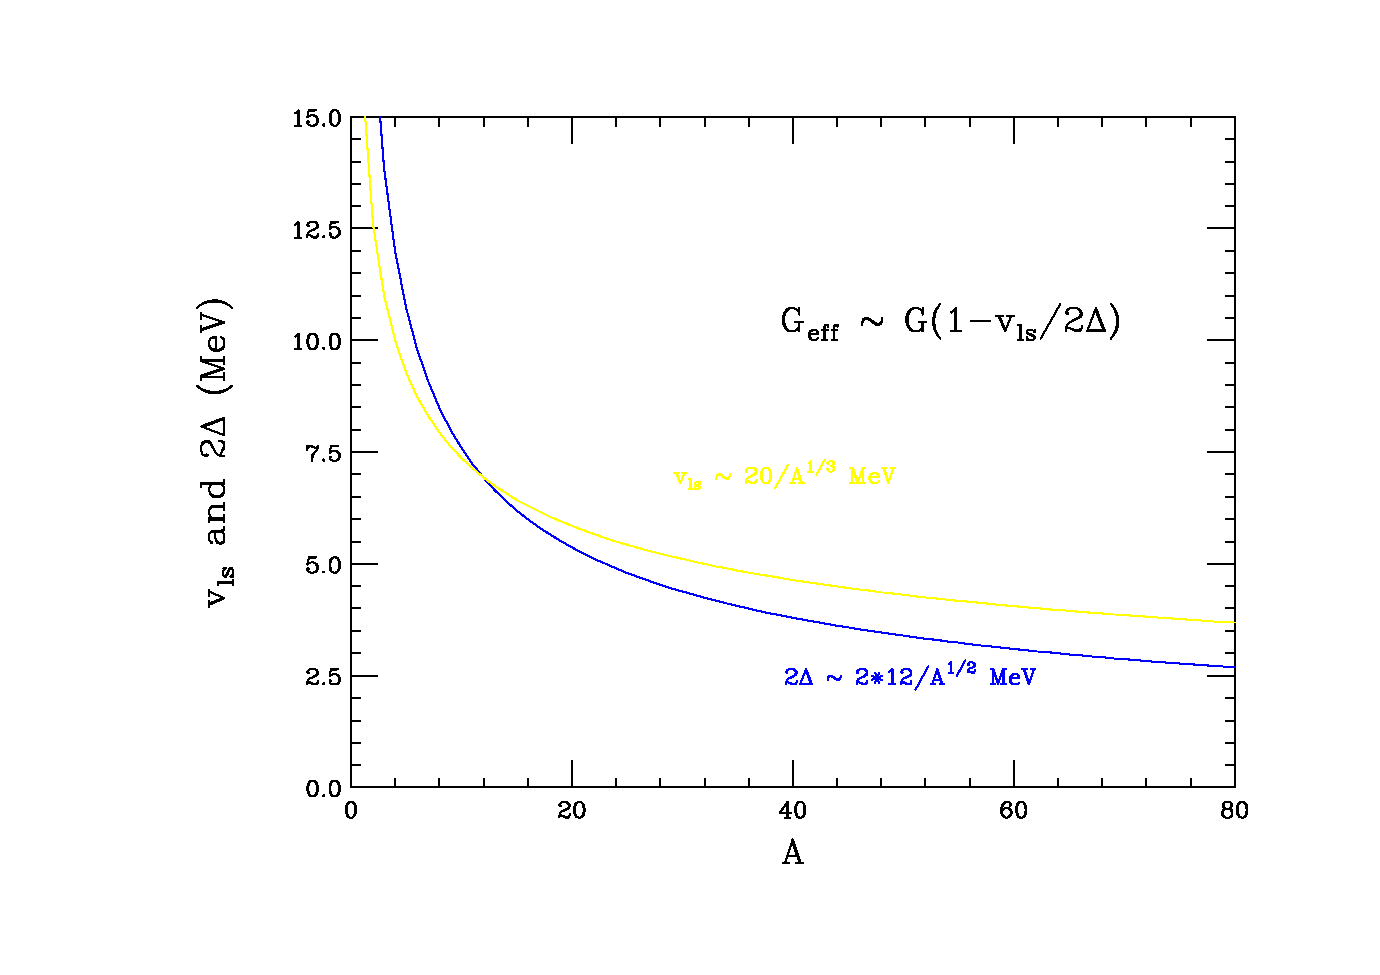 15.0
12.5
10.0
7.5
5.0
2.5
0.0
0 20 40 60 80
A
v_ls and 2Δ (MeV)
G_eff ~ G(1−v_ls/2Δ)
v_ls ~ 20/A^1/3 MeV
2Δ ~ 2*12/A^1/2 MeV